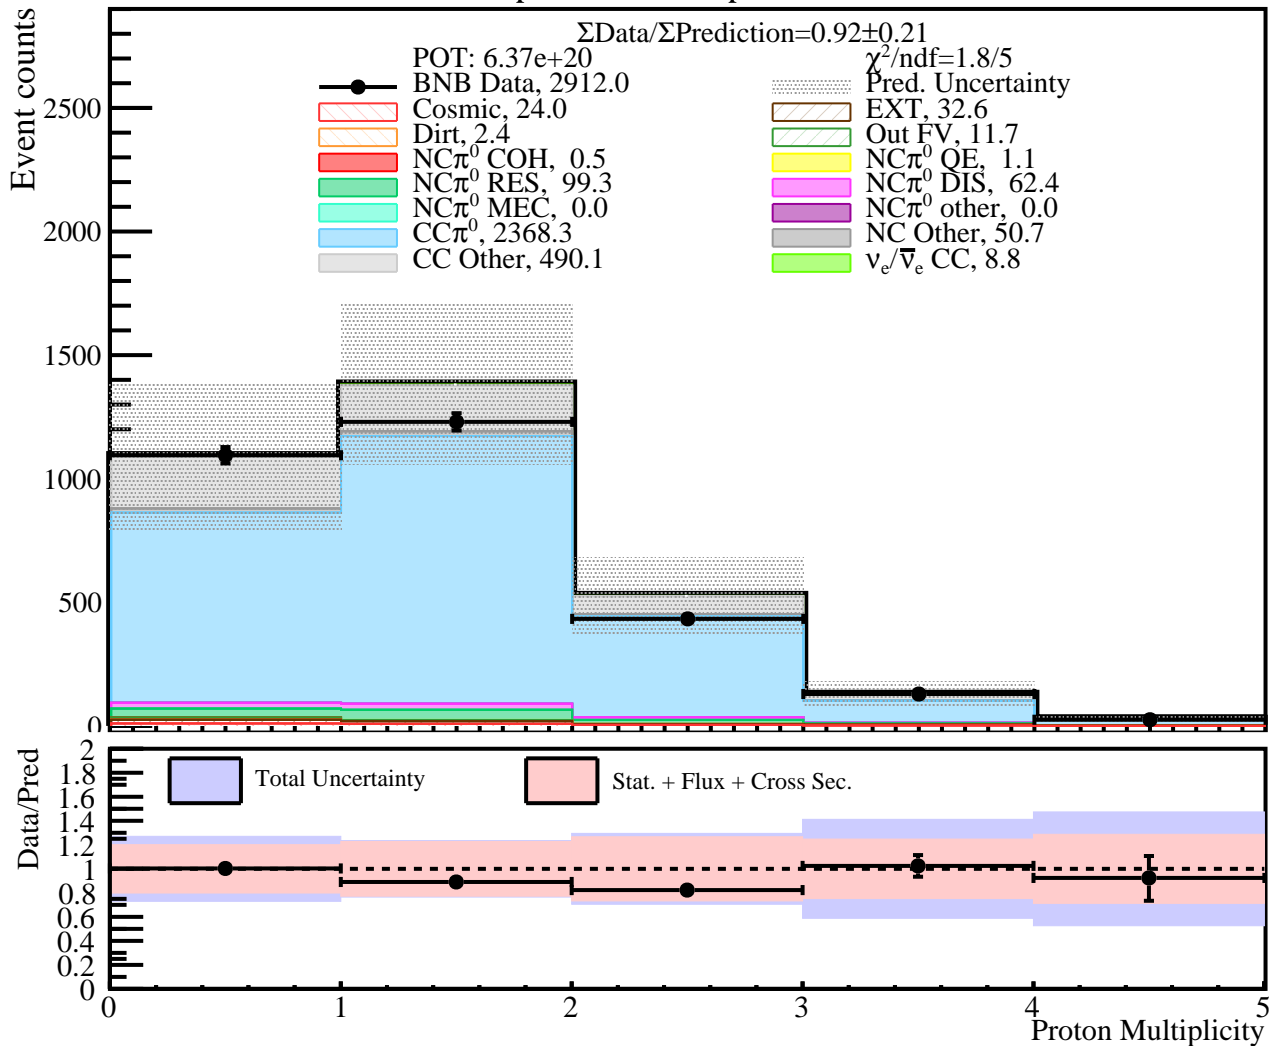 ΣData/ΣPrediction=0.92±0.21
POT: 6.37e+20
χ²/ndf=1.8/5
BNB Data, 2912.0
Pred. Uncertainty
Cosmic, 24.0
EXT, 32.6
Dirt, 2.4
Out FV, 11.7
NCπ⁰ COH, 0.5
NCπ⁰ QE, 1.1
NCπ⁰ RES, 99.3
NCπ⁰ DIS, 62.4
NCπ⁰ MEC, 0.0
NCπ⁰ other, 0.0
CCπ⁰, 2368.3
NC Other, 50.7
CC Other, 490.1
νₑ/ν̅ₑ CC, 8.8
Event counts
2500
2000
1500
1000
500
0
Total Uncertainty
Stat. + Flux + Cross Sec.
Data/Pred
2
1.8
1.6
1.4
1.2
1
0.8
0.6
0.4
0.2
0
0 1 2 3 4 5
Proton Multiplicity